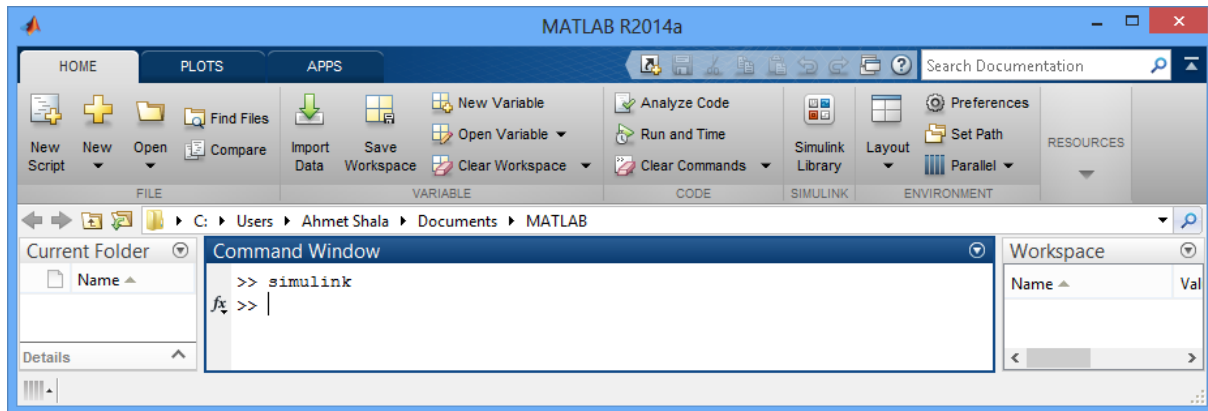 MATLAB R2014a
HOME PLOTS APPS Search Documentation
New Script
New
Open
Find Files
Compare
FILE
Import Data
Save Workspace
New Variable
Open Variable
Clear Workspace
VARIABLE
Analyze Code
Run and Time
Clear Commands
CODE
Simulink Library
SIMULINK
Layout
Preferences
Set Path
Parallel
ENVIRONMENT
RESOURCES
C: Users Ahmet Shala Documents MATLAB
Current Folder
Name
Details
Command Window
>> simulink
fx >>
Workspace
Name Val